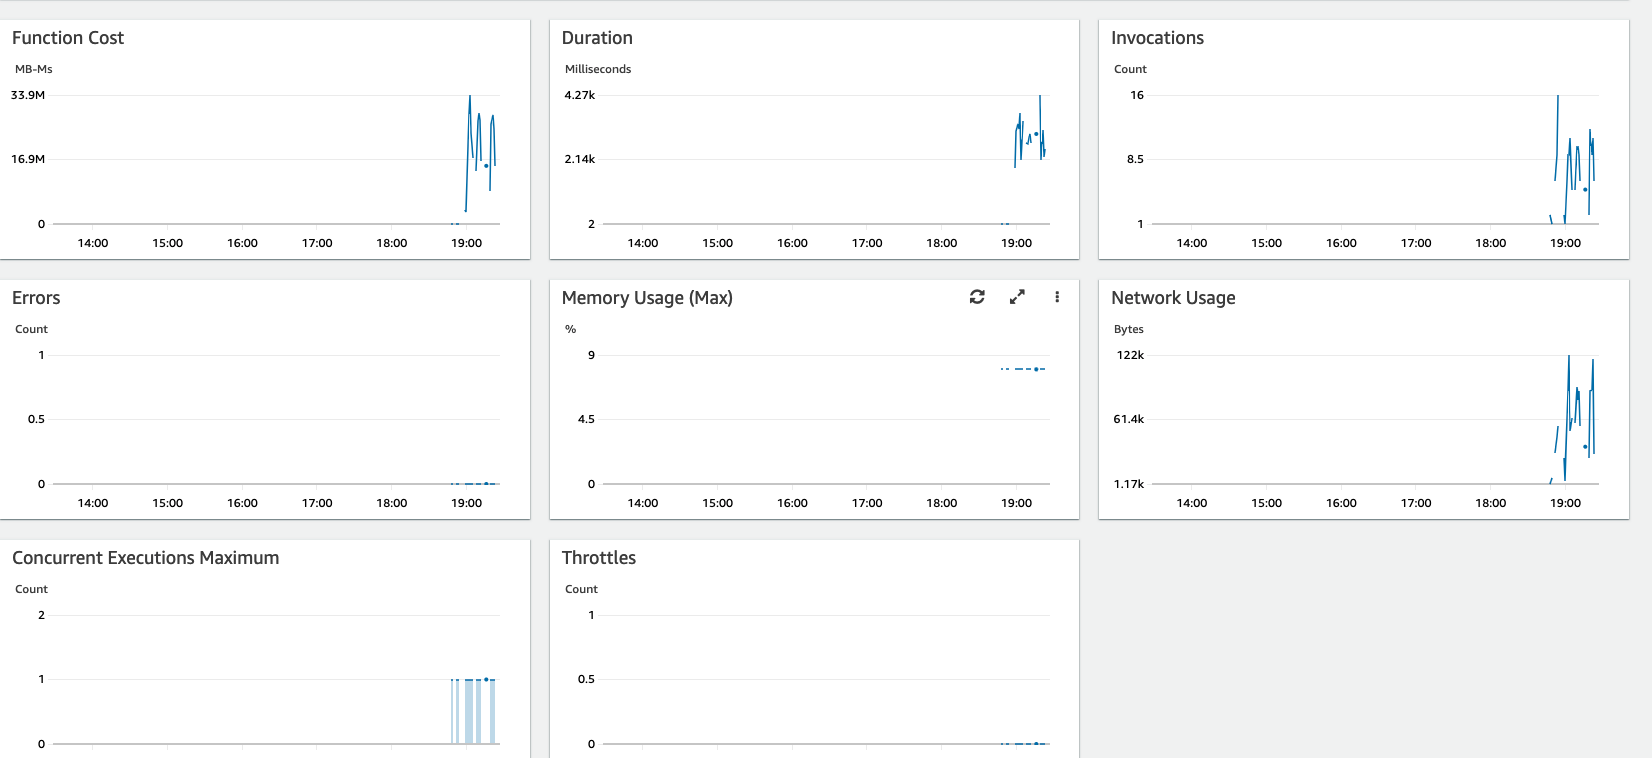 Function Cost
MB-Ms
33.9M
16.9M
0
14:00 15:00 16:00 17:00 18:00 19:00
Duration
Milliseconds
4.27k
2.14k
2
14:00 15:00 16:00 17:00 18:00 19:00
Invocations
Count
16
8.5
1
14:00 15:00 16:00 17:00 18:00 19:00
Errors
Count
1
0.5
0
14:00 15:00 16:00 17:00 18:00 19:00
Memory Usage (Max)
%
9
4.5
0
14:00 15:00 16:00 17:00 18:00 19:00
Network Usage
Bytes
122k
61.4k
1.17k
14:00 15:00 16:00 17:00 18:00 19:00
Concurrent Executions Maximum
Count
2
1
0
Throttles
Count
1
0.5
0